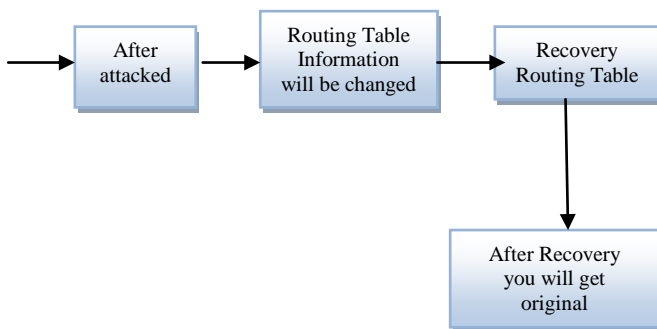 After
attacked
Routing Table
Information
will be changed
Recovery
Routing Table
After Recovery
you will get
original